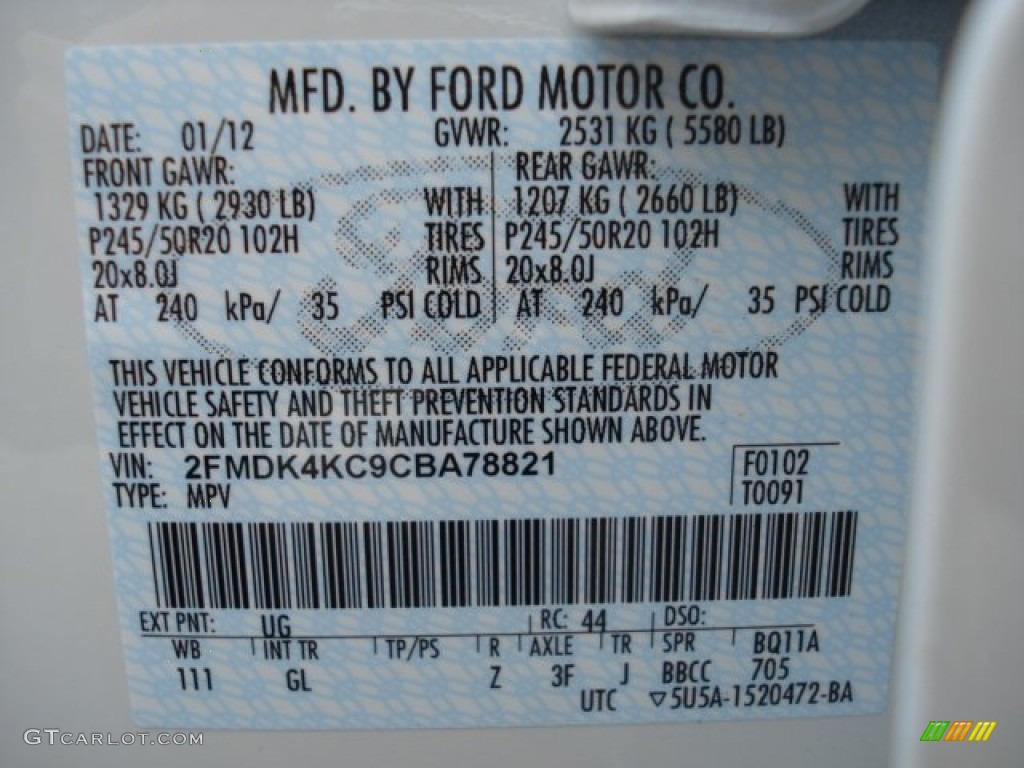 MFD. BY FORD MOTOR CO.
DATE: 01/12 GVWR: 2531 KG ( 5580 LB)
FRONT GAWR: REAR GAWR:
1329 KG ( 2930 LB) WITH 1207 KG ( 2660 LB) WITH
P245/50R20 102H TIRES P245/50R20 102H TIRES
20x8.0J RIMS 20x8.0J RIMS
AT 240 kPa/ 35 PSI COLD AT 240 kPa/ 35 PSI COLD
THIS VEHICLE CONFORMS TO ALL APPLICABLE FEDERAL MOTOR
VEHICLE SAFETY AND THEFT PREVENTION STANDARDS IN
EFFECT ON THE DATE OF MANUFACTURE SHOWN ABOVE.
VIN: 2FMDK4KC9CBA78821 F0102
TYPE: MPV T0091
EXT PNT: UG RC: 44 DSO:
WB INT TR TP/PS R AXLE TR SPR BQ11A
111 GL Z 3F J BBCC 705
UTC ▽5U5A-1520472-BA
GTCARLOT.COM